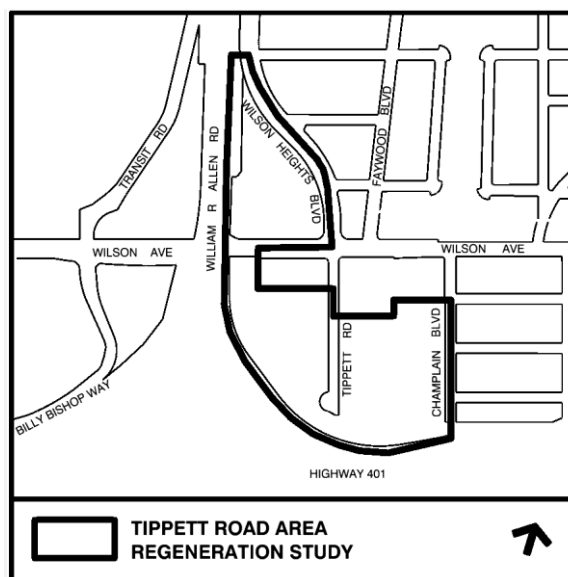 TRANSIT RD
WILLIAM R ALLEN RD
WILSON HEIGHTS BLVD
FAYWOOD BLVD
WILSON AVE
WILSON AVE
BILLY BISHOP WAY
TIPPETT RD
CHAMPLAIN BLVD
HIGHWAY 401
TIPPETT ROAD AREA
REGENERATION STUDY